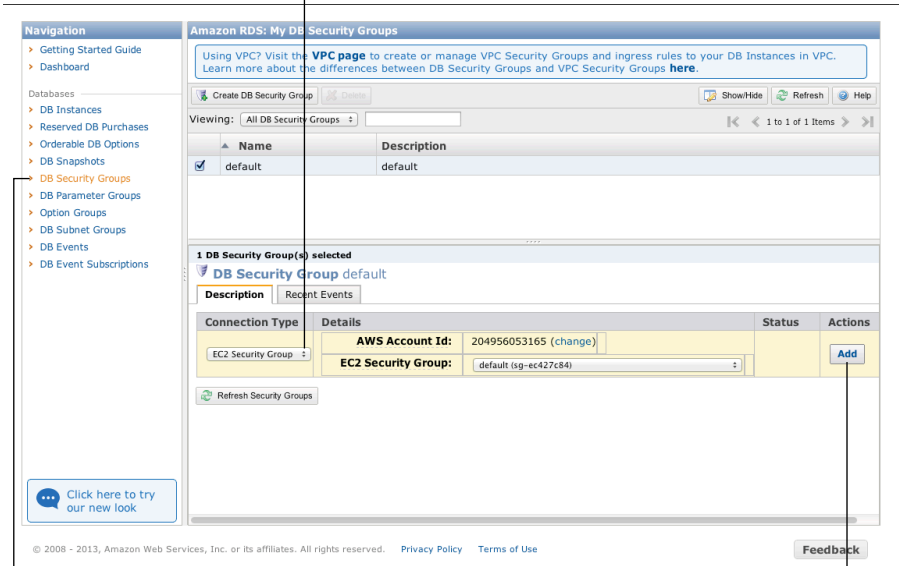 Navigation
Getting Started Guide
Dashboard
Databases
DB Instances
Reserved DB Purchases
Orderable DB Options
DB Snapshots
DB Security Groups
DB Parameter Groups
Option Groups
DB Subnet Groups
DB Events
DB Event Subscriptions
Click here to try
our new look
Amazon RDS: My DB Security Groups
Using VPC? Visit the VPC page to create or manage VPC Security Groups and ingress rules to your DB Instances in VPC.
Learn more about the differences between DB Security Groups and VPC Security Groups here.
Create DB Security Group Delete Show/Hide Refresh Help
Viewing: All DB Security Groups 1 to 1 of 1 Items
Name Description
default default
1 DB Security Group(s) selected
DB Security Group default
Description Recent Events
Connection Type Details Status Actions
AWS Account Id: 204956053165 (change)
EC2 Security Group Add
EC2 Security Group: default (sg-ec427c84)
Refresh Security Groups
© 2008 - 2013, Amazon Web Services, Inc. or its affiliates. All rights reserved. Privacy Policy Terms of Use Feedback